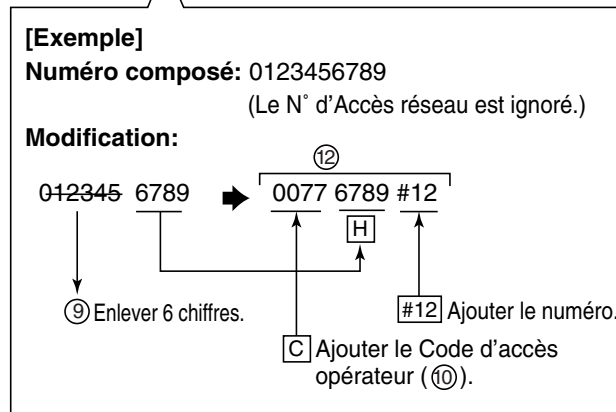 [Exemple]
Numéro composé: 0123456789
(Le N° d'Accès réseau est ignoré.)
Modification:
⑫
012345 6789 ➡ 0077 6789 #12
H
⑨ Enlever 6 chiffres.
#12 Ajouter le numéro.
C Ajouter le Code d'accès
opérateur (⑩).